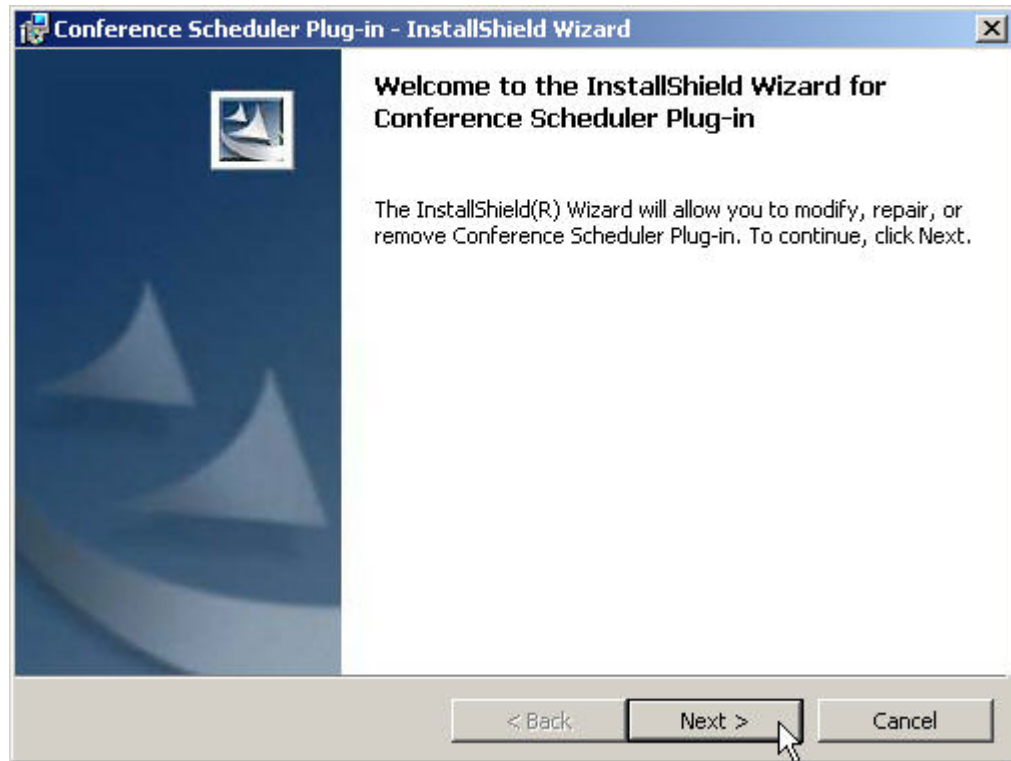 Conference Scheduler Plug-in - InstallShield Wizard
Welcome to the InstallShield Wizard for
Conference Scheduler Plug-in
The InstallShield(R) Wizard will allow you to modify, repair, or
remove Conference Scheduler Plug-in. To continue, click Next.
< Back
Next >
Cancel